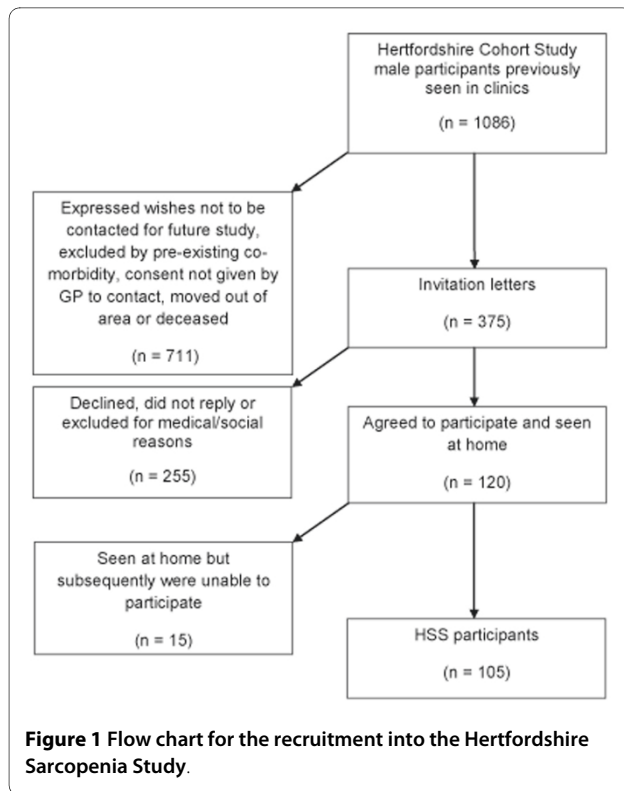 Hertfordshire Cohort Study
male participants previously
seen in clinics
(n = 1086)
Expressed wishes not to be
contacted for future study,
excluded by pre-existing co-
morbidity, consent not given by
GP to contact, moved out of
area or deceased
(n = 711)
Invitation letters
(n = 375)
Declined, did not reply or
excluded for medical/social
reasons
(n = 255)
Agreed to participate and seen
at home
(n = 120)
Seen at home but
subsequently were unable to
participate
(n = 15)
HSS participants
(n = 105)
Figure 1 Flow chart for the recruitment into the Hertfordshire
Sarcopenia Study.